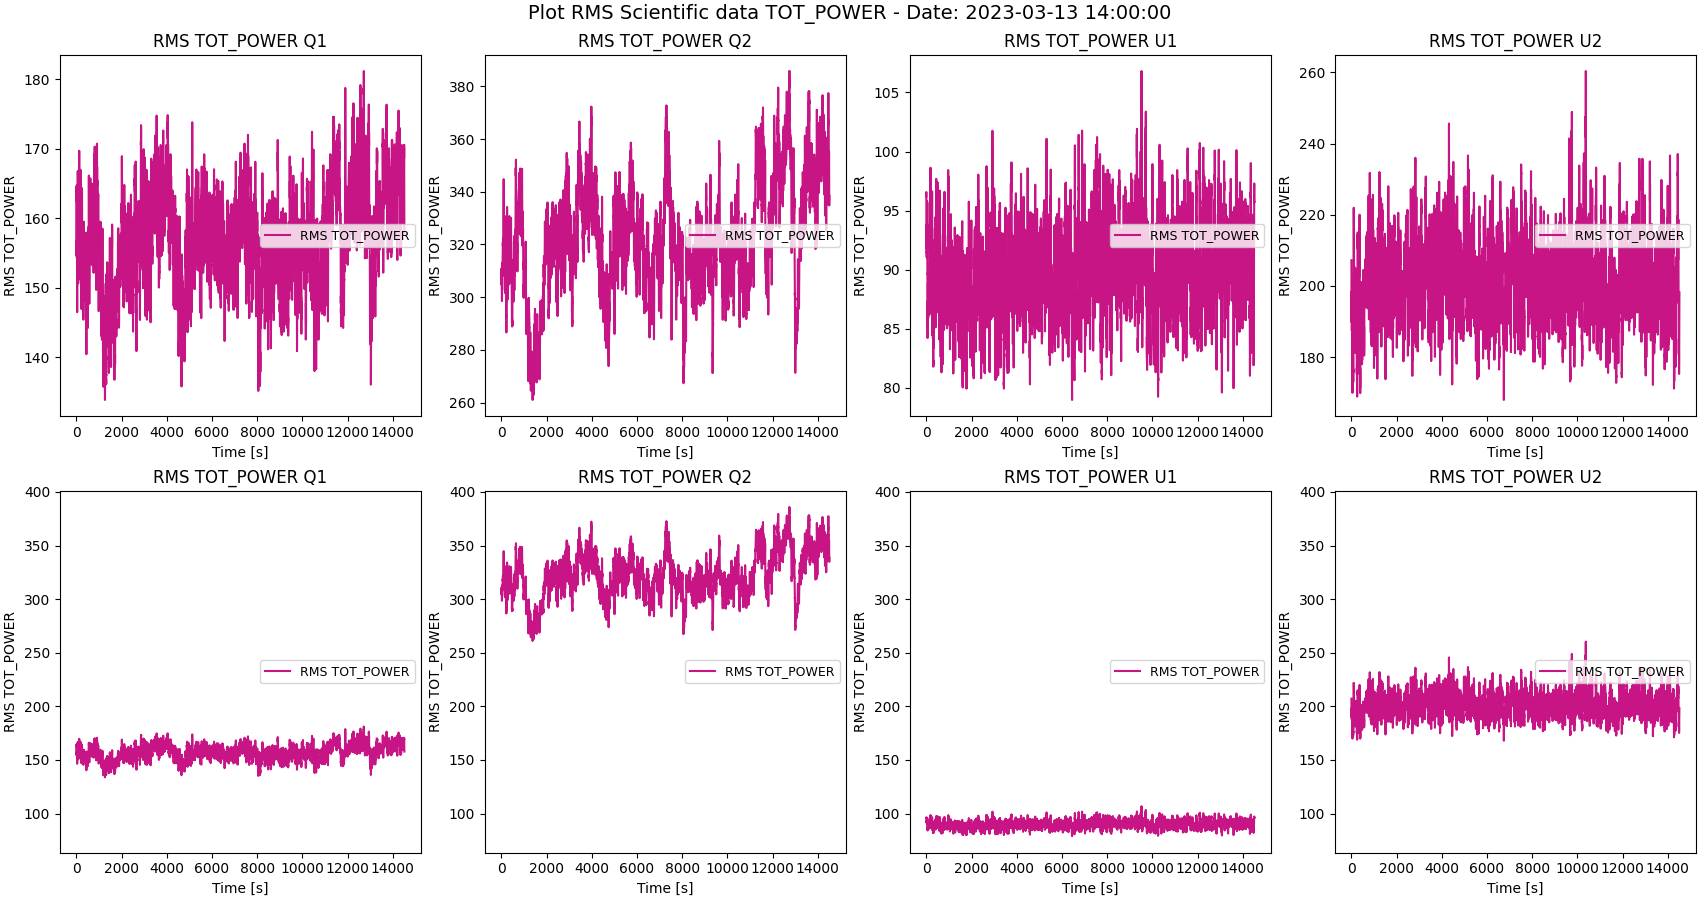 Plot RMS Scientific data TOT_POWER - Date: 2023-03-13 14:00:00
RMS TOT_POWER Q1
RMS TOT_POWER
180
170
160
150
140
RMS TOT_POWER
0 2000 4000 6000 8000 10000 12000 14000
Time [s]
RMS TOT_POWER Q2
RMS TOT_POWER
380
360
340
320
300
280
260
RMS TOT_POWER
0 2000 4000 6000 8000 10000 12000 14000
Time [s]
RMS TOT_POWER U1
RMS TOT_POWER
105
100
95
90
85
80
RMS TOT_POWER
0 2000 4000 6000 8000 10000 12000 14000
Time [s]
RMS TOT_POWER U2
RMS TOT_POWER
260
240
220
200
180
RMS TOT_POWER
0 2000 4000 6000 8000 10000 12000 14000
Time [s]
RMS TOT_POWER Q1
RMS TOT_POWER
400
350
300
250
200
150
100
RMS TOT_POWER
0 2000 4000 6000 8000 10000 12000 14000
Time [s]
RMS TOT_POWER Q2
RMS TOT_POWER
400
350
300
250
200
150
100
RMS TOT_POWER
0 2000 4000 6000 8000 10000 12000 14000
Time [s]
RMS TOT_POWER U1
RMS TOT_POWER
400
350
300
250
200
150
100
RMS TOT_POWER
0 2000 4000 6000 8000 10000 12000 14000
Time [s]
RMS TOT_POWER U2
RMS TOT_POWER
400
350
300
250
200
150
100
RMS TOT_POWER
0 2000 4000 6000 8000 10000 12000 14000
Time [s]